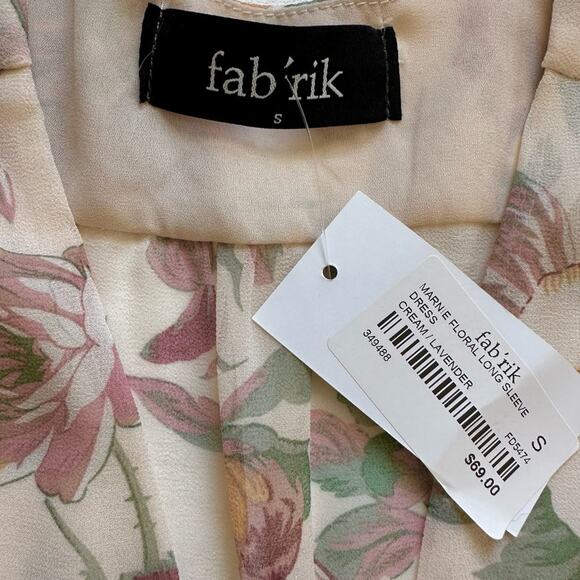 fab'rik
S
fab'rik
MARNIE FLORAL LONG SLEEVE
DRESS
CREAM / LAVENDER
349488
S
FD5474
$69.00